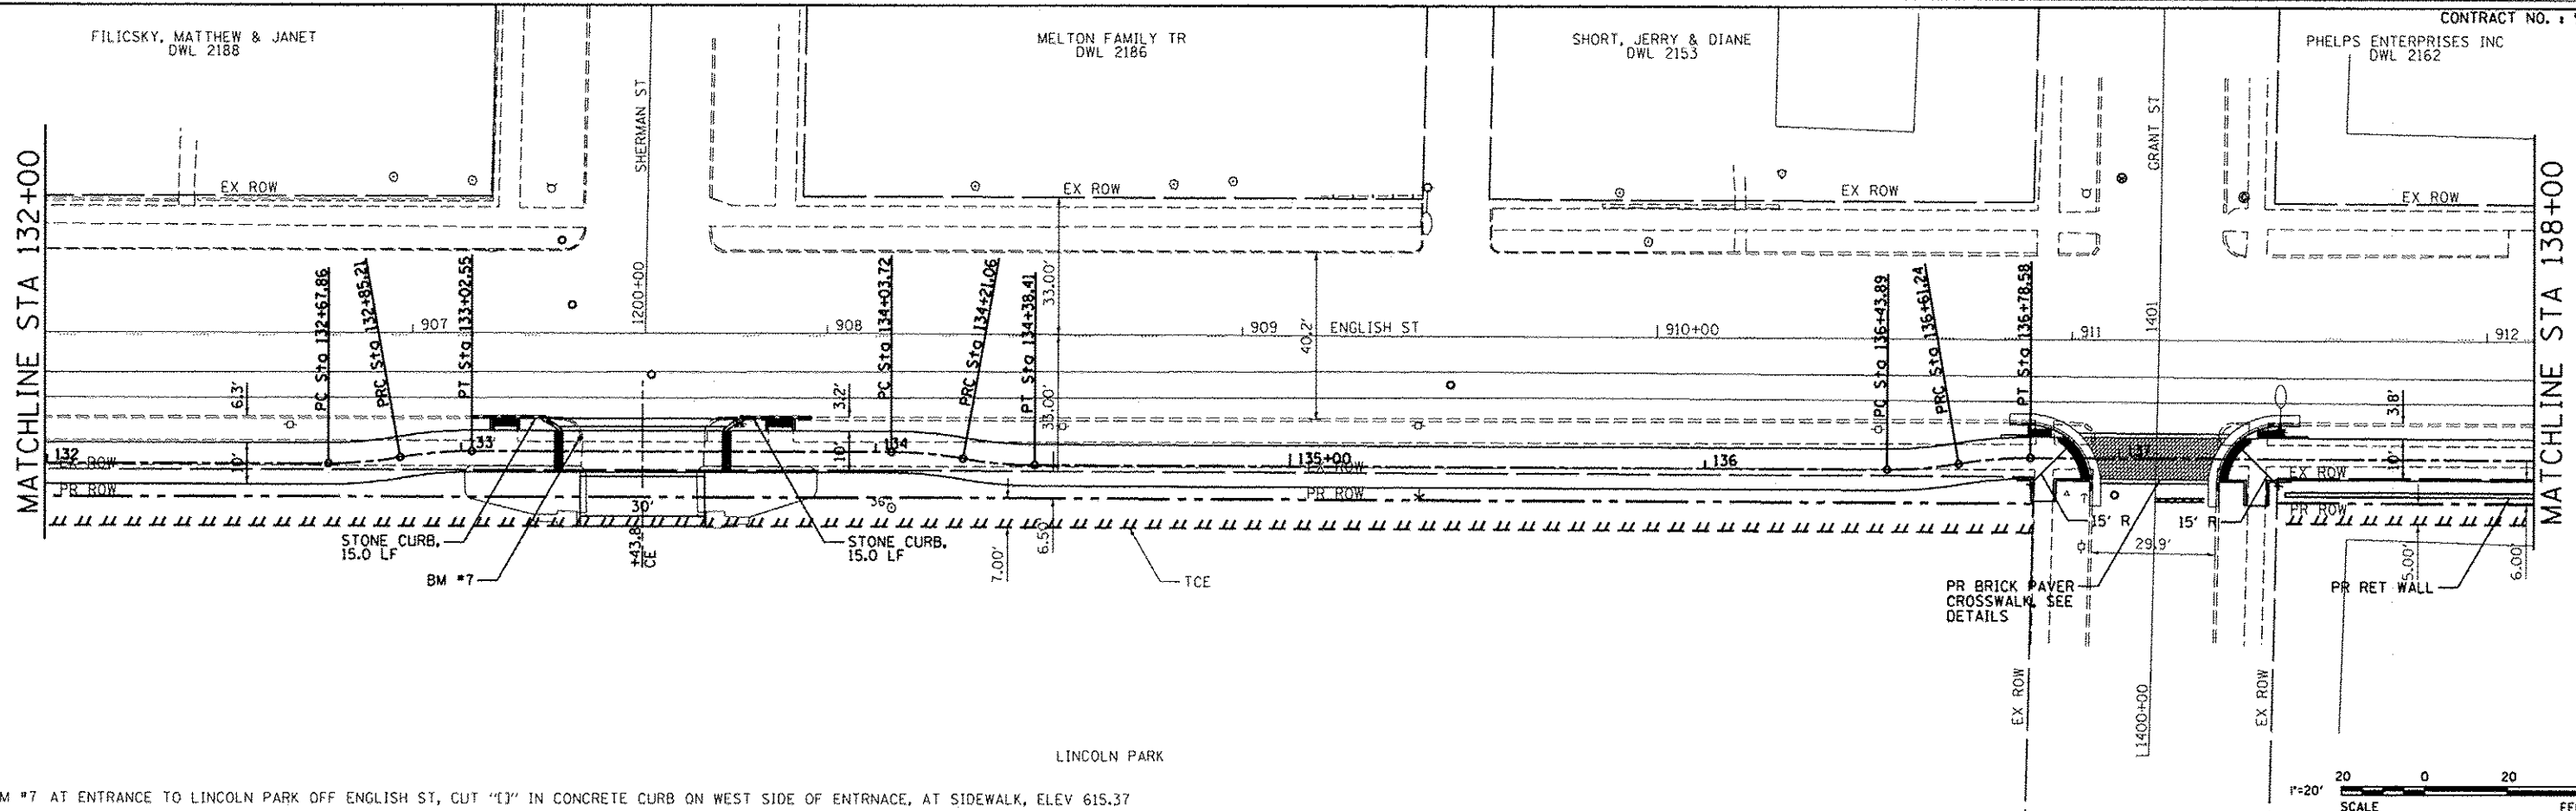 CONTRACT NO. :
FILICSKY, MATTHEW & JANET
DWL 2188
MELTON FAMILY TR
DWL 2186
SHORT, JERRY & DIANE
DWL 2153
PHELPS ENTERPRISES INC
DWL 2162
SHERMAN ST
GRANT ST
MATCHLINE STA 132+00
MATCHLINE STA 138+00
EX ROW
EX ROW
EX ROW
EX ROW
PC Sta 132+67.86
PRC Sta 132+85.21
PT Sta 133+02.55
1200+00
PC Sta 134+03.72
PRC Sta 134+21.06
PT Sta 134+38.41
33.00'
33.00'
40.2'
PC Sta 136+43.89
PRC Sta 136+61.24
PT Sta 136+78.58
1401
907
908
909
ENGLISH ST
910+00
911
912
6.3'
3.2'
3.8'
132
133
134
135+00
136
137
10'
10'
10'
EX ROW
EX ROW
EX ROW
PR ROW
PR ROW
PR ROW
30'
36
STONE CURB,
15.0 LF
STONE CURB,
15.0 LF
BM #7
CE
7.00'
6.50'
TCE
15' R
15' R
29.9'
PR BRICK PAVER
CROSSWALK, SEE
DETAILS
5.00'
6.00'
PR RET WALL
EX ROW
EX ROW
1400+00
LINCOLN PARK
M #7 AT ENTRANCE TO LINCOLN PARK OFF ENGLISH ST, CUT "[]" IN CONCRETE CURB ON WEST SIDE OF ENTRNACE, AT SIDEWALK, ELEV 615.37
20 0 20
1"=20'
SCALE FE